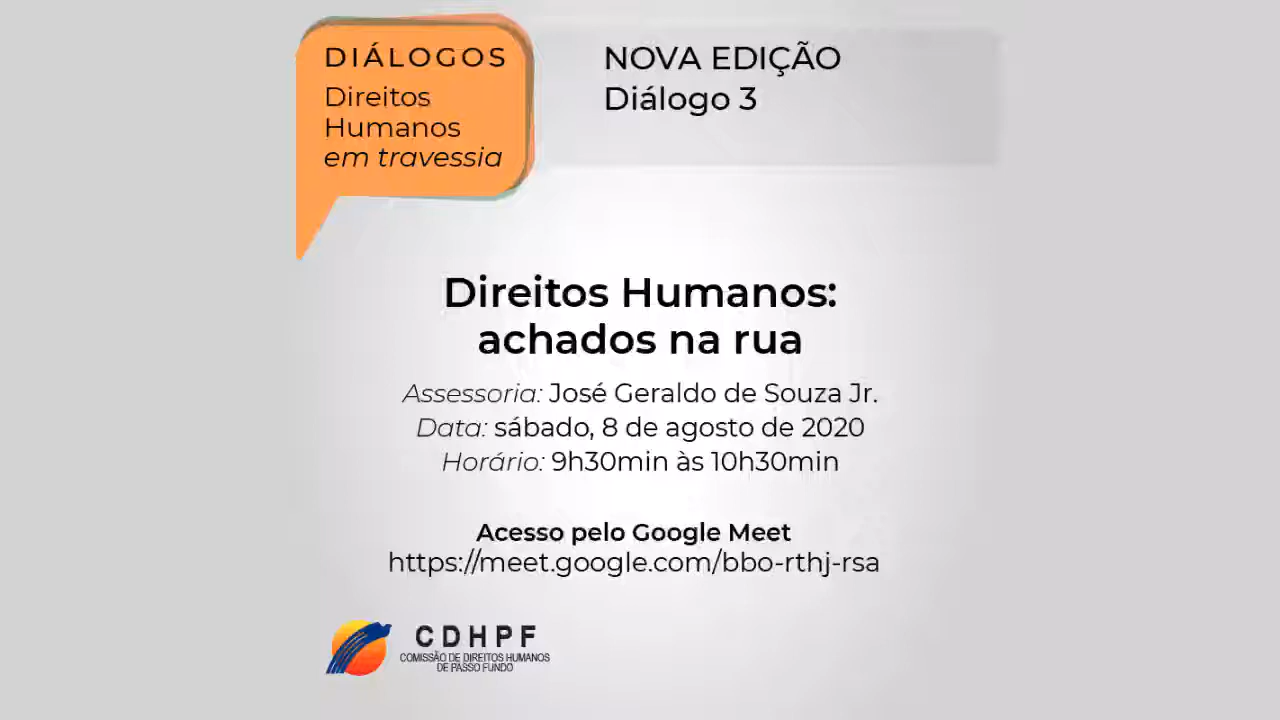 DIÁLOGOS
Direitos
Humanos
em travessia
NOVA EDIÇÃO
Diálogo 3
Direitos Humanos:
achados na rua
Assessoria: José Geraldo de Souza Jr.
Data: sábado, 8 de agosto de 2020
Horário: 9h30min às 10h30min
Acesso pelo Google Meet
https://meet.google.com/bbo-rthj-rsa
CDHPF
COMISSÃO DE DIREITOS HUMANOS
DE PASSO FUNDO